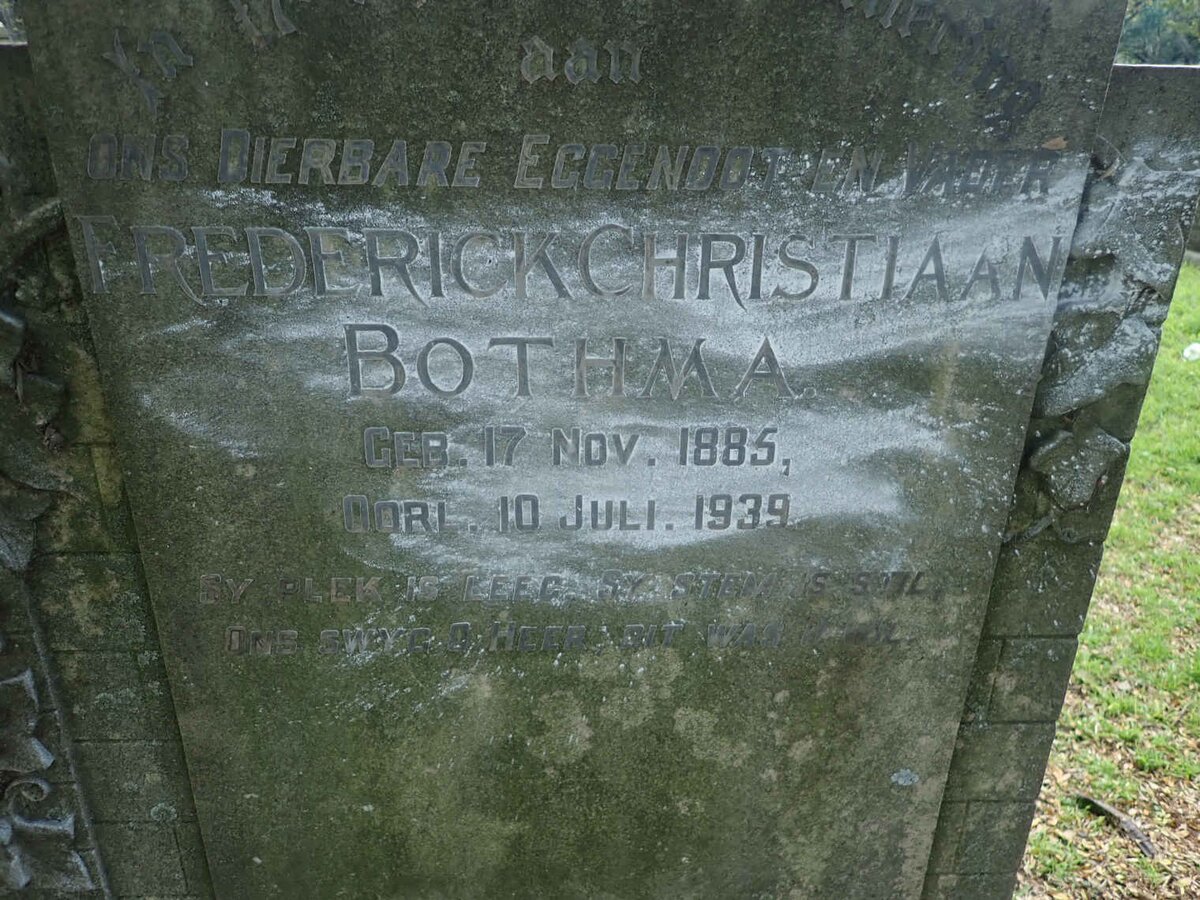 aan
ONS DIERBARE EGGENOOT EN VADER
FREDERICK CHRISTIAAN
BOTHMA.
GEB. 17 NOV. 1885,
OORL. 10 JULI. 1939.
SY PLEK IS LEEG, SY STEM IS STIL,
ONS SWYG O HEER, DIT WAS U WIL.